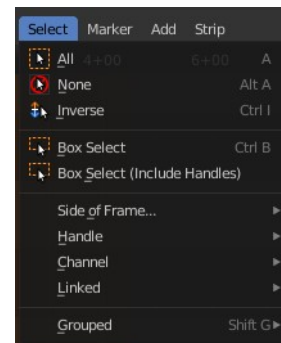 Select Marker Add Strip
All 4+00 6+00 A
None Alt A
Inverse Ctrl I
Box Select Ctrl B
Box Select (Include Handles)
Side of Frame...
Handle
Channel
Linked
Grouped Shift G